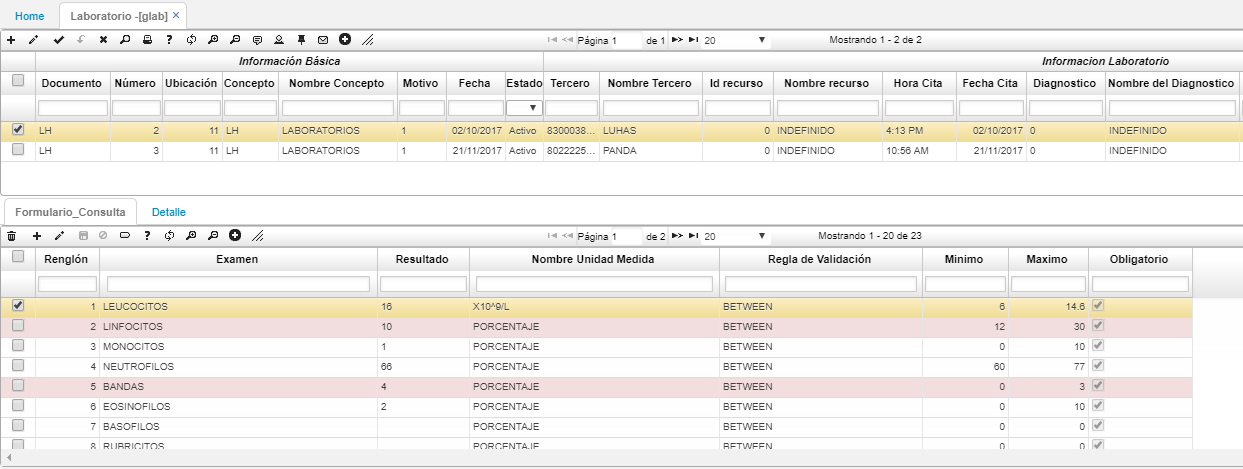 Home Laboratorio -[glab] ×
Página 1 de 1 20 Mostrando 1 - 2 de 2
Información Básica Informacion Laboratorio
Documento Número Ubicación Concepto Nombre Concepto Motivo Fecha Estado Tercero Nombre Tercero Id recurso Nombre recurso Hora Cita Fecha Cita Diagnostico Nombre del Diagnostico
LH 2 11 LH LABORATORIOS 1 02/10/2017 Activo 8300038... LUHAS 0 INDEFINIDO 4:13 PM 02/10/2017 0 INDEFINIDO
LH 3 11 LH LABORATORIOS 1 21/11/2017 Activo 8022225... PANDA 0 INDEFINIDO 10:56 AM 21/11/2017 0 INDEFINIDO
Formulario_Consulta Detalle
Página 1 de 2 20 Mostrando 1 - 20 de 23
Renglón Examen Resultado Nombre Unidad Medida Regla de Validación Minimo Maximo Obligatorio
1 LEUCOCITOS 16 X10^9/L BETWEEN 6 14.6
2 LINFOCITOS 10 PORCENTAJE BETWEEN 12 30
3 MONOCITOS 1 PORCENTAJE BETWEEN 0 10
4 NEUTROFILOS 66 PORCENTAJE BETWEEN 60 77
5 BANDAS 4 PORCENTAJE BETWEEN 0 3
6 EOSINOFILOS 2 PORCENTAJE BETWEEN 0 10
7 BASOFILOS PORCENTAJE BETWEEN 0 0
8 RUBRICITOS PORCENTAJE BETWEEN 0 0